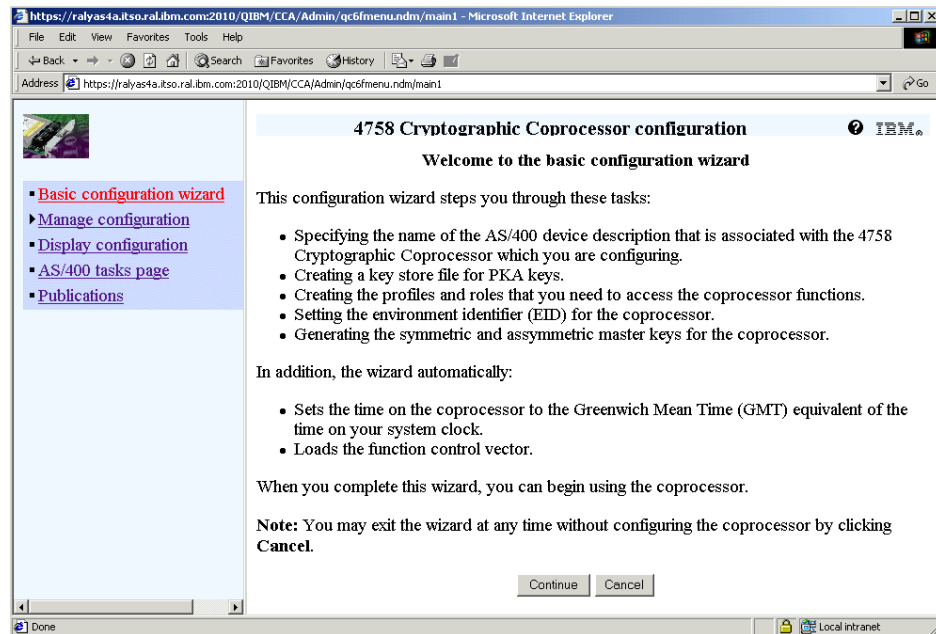 https://ralyas4a.itso.ral.ibm.com:2010/QIBM/CCA/Admin/qc6fmenu.ndm/main1 - Microsoft Internet Explorer
File Edit View Favorites Tools Help
Back Search Favorites History
Address https://ralyas4a.itso.ral.ibm.com:2010/QIBM/CCA/Admin/qc6fmenu.ndm/main1 Go
Basic configuration wizard
Manage configuration
Display configuration
AS/400 tasks page
Publications
4758 Cryptographic Coprocessor configuration ? IBM®
Welcome to the basic configuration wizard
This configuration wizard steps you through these tasks:
• Specifying the name of the AS/400 device description that is associated with the 4758
Cryptographic Coprocessor which you are configuring.
• Creating a key store file for PKA keys.
• Creating the profiles and roles that you need to access the coprocessor functions.
• Setting the environment identifier (EID) for the coprocessor.
• Generating the symmetric and assymmetric master keys for the coprocessor.
In addition, the wizard automatically:
• Sets the time on the coprocessor to the Greenwich Mean Time (GMT) equivalent of the
time on your system clock.
• Loads the function control vector.
When you complete this wizard, you can begin using the coprocessor.
Note: You may exit the wizard at any time without configuring the coprocessor by clicking
Cancel.
Continue Cancel
Done Local intranet